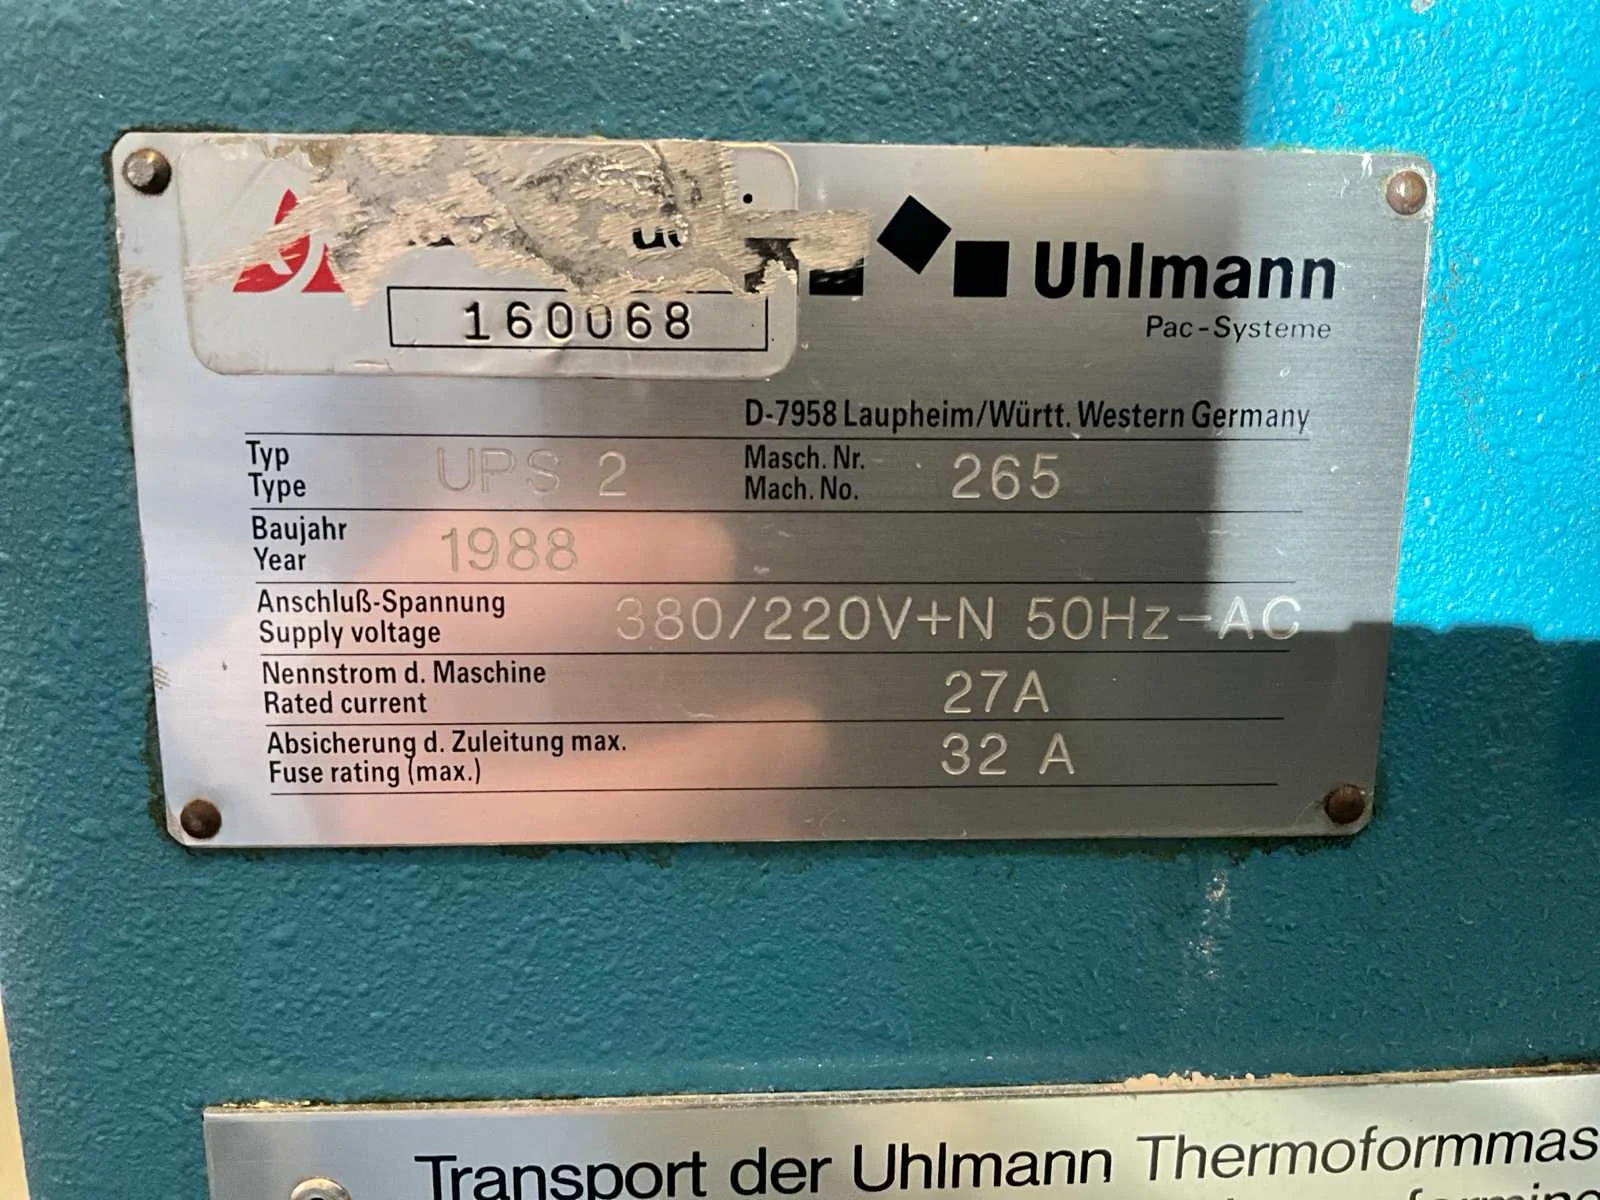 160068
Uhlmann
Pac-Systeme
D-7958 Laupheim/Württ. Western Germany
Typ
Type
UPS 2
Masch. Nr.
Mach. No.
265
Baujahr
Year
1988
Anschluß-Spannung
Supply voltage
380/220V+N 50Hz-AC
Nennstrom d. Maschine
Rated current
27A
Absicherung d. Zuleitung max.
Fuse rating (max.)
32 A
Transport der Uhlmann Thermoformmas